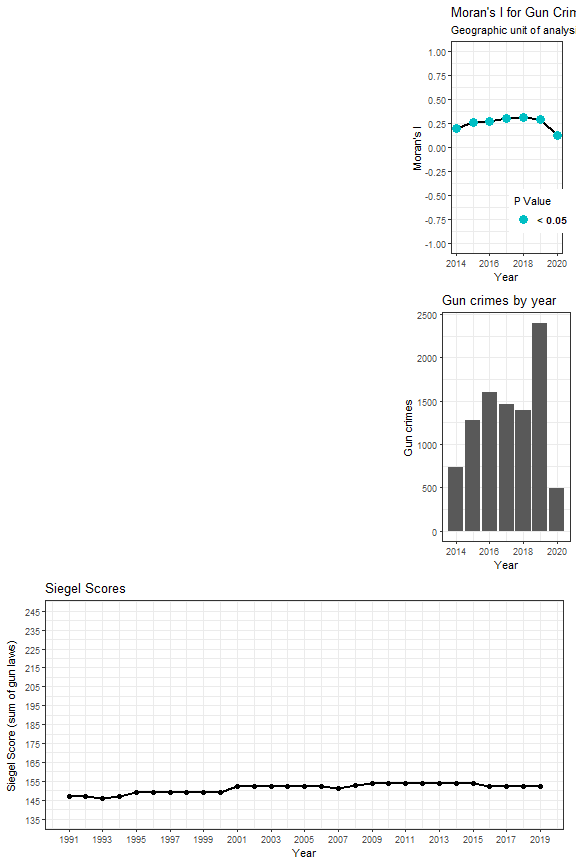 Moran's I for Gun Crim
Geographic unit of analys
1.00
0.75
0.50
0.25
0.00
-0.25
-0.50
-0.75
-1.00
Moran's I
P Value
< 0.05
2014 2016 2018 2020
Year
Gun crimes by year
2500
2000
1500
1000
500
0
Gun crimes
2014 2016 2018 2020
Year
Siegel Scores
245
235
225
215
205
195
185
175
165
155
145
135
Siegel Score (sum of gun laws)
1991 1993 1995 1997 1999 2001 2003 2005 2007 2009 2011 2013 2015 2017 2019
Year